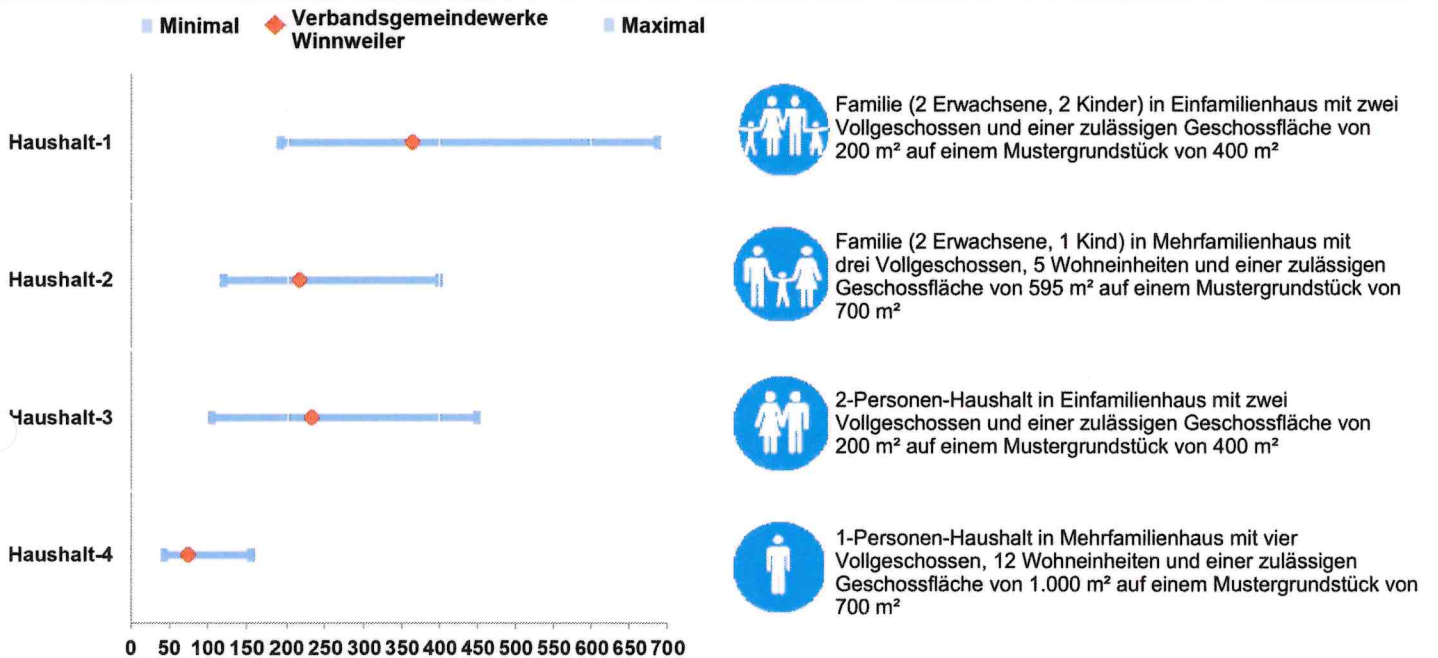 Minimal
Verbandsgemeindewerke
Winnweiler
Maximal
Haushalt-1
Familie (2 Erwachsene, 2 Kinder) in Einfamilienhaus mit zwei
Vollgeschossen und einer zulässigen Geschossfläche von
200 m² auf einem Mustergrundstück von 400 m²
Haushalt-2
Familie (2 Erwachsene, 1 Kind) in Mehrfamilienhaus mit
drei Vollgeschossen, 5 Wohneinheiten und einer zulässigen
Geschossfläche von 595 m² auf einem Mustergrundstück von
700 m²
Haushalt-3
2-Personen-Haushalt in Einfamilienhaus mit zwei
Vollgeschossen und einer zulässigen Geschossfläche von
200 m² auf einem Mustergrundstück von 400 m²
Haushalt-4
1-Personen-Haushalt in Mehrfamilienhaus mit vier
Vollgeschossen, 12 Wohneinheiten und einer zulässigen
Geschossfläche von 1.000 m² auf einem Mustergrundstück von
700 m²
0 50 100 150 200 250 300 350 400 450 500 550 600 650 700